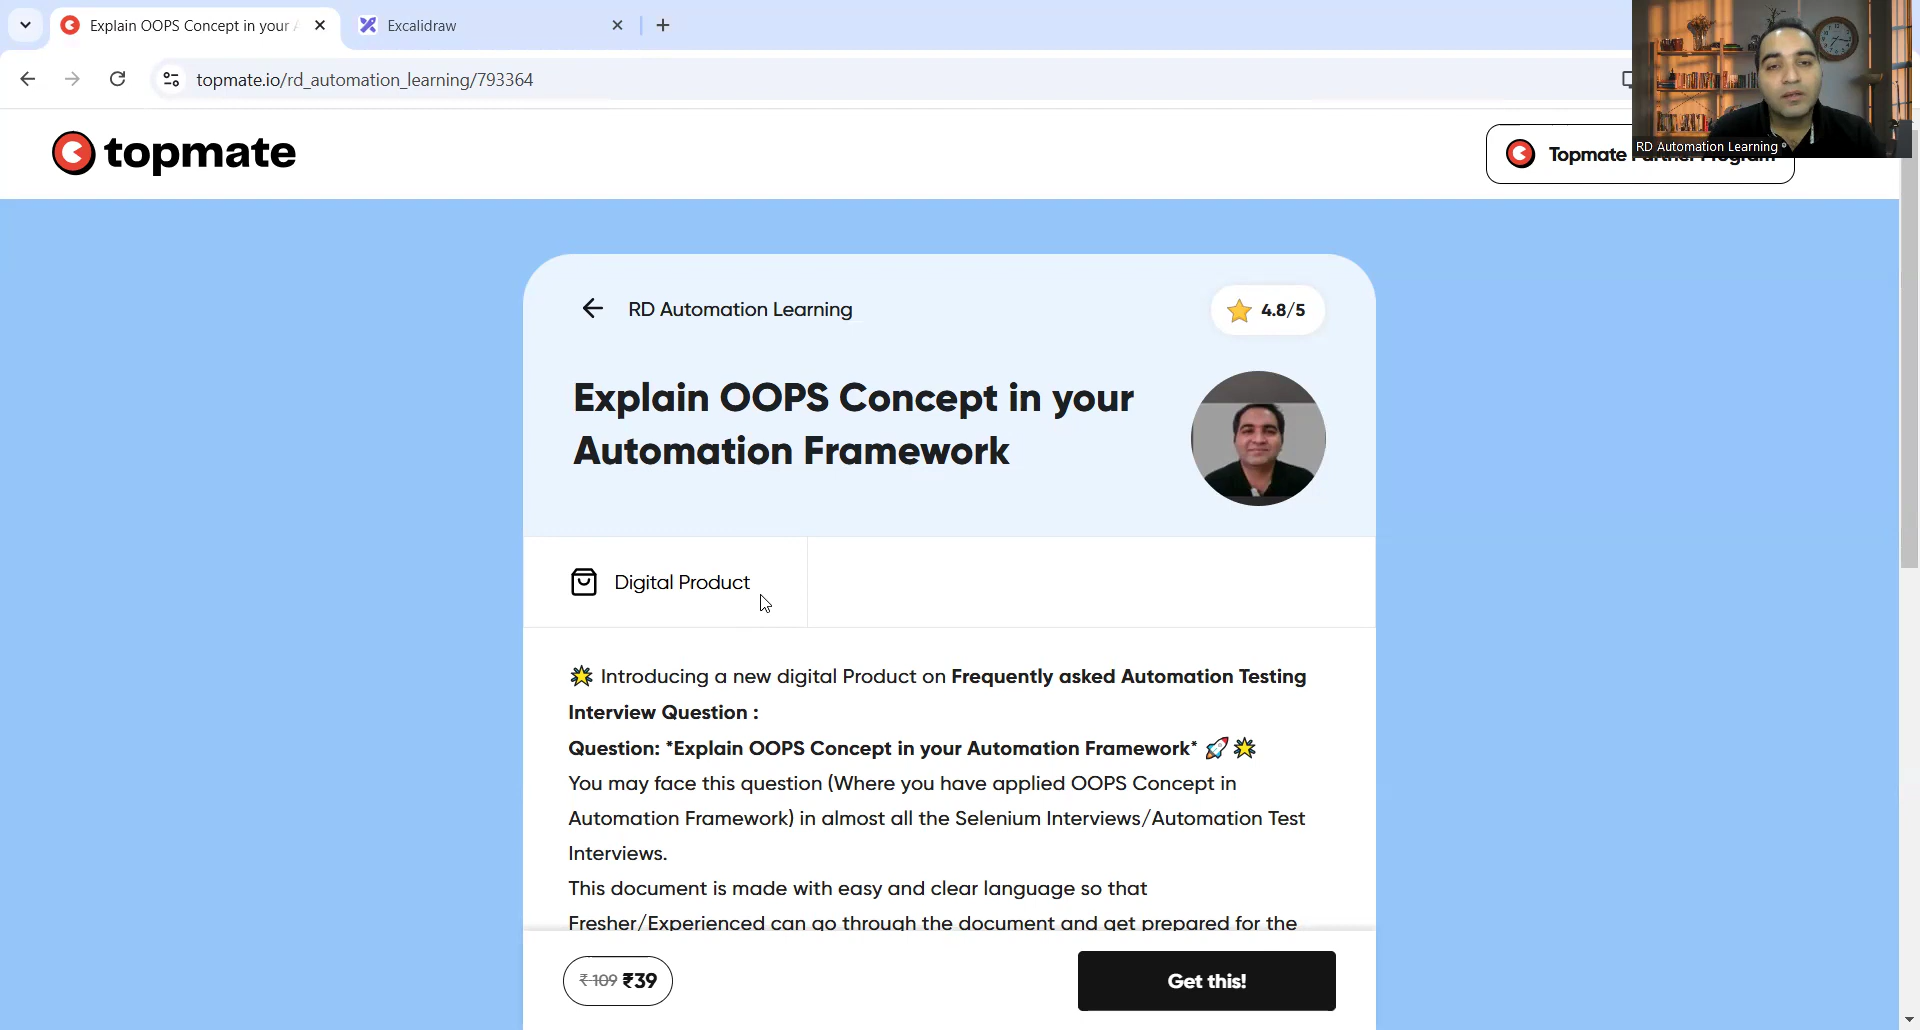 Explain OOPS Concept in your
Excalidraw
topmate.io/rd_automation_learning/793364
topmate
Topmate
RD Automation Learning
RD Automation Learning
4.8/5
Explain OOPS Concept in your
Automation Framework
Digital Product
Introducing a new digital Product on Frequently asked Automation Testing
Interview Question :
Question: *Explain OOPS Concept in your Automation Framework*
You may face this question (Where you have applied OOPS Concept in
Automation Framework) in almost all the Selenium Interviews/Automation Test
Interviews.
This document is made with easy and clear language so that
Fresher/Experienced can go through the document and get prepared for the
₹109 ₹39
Get this!